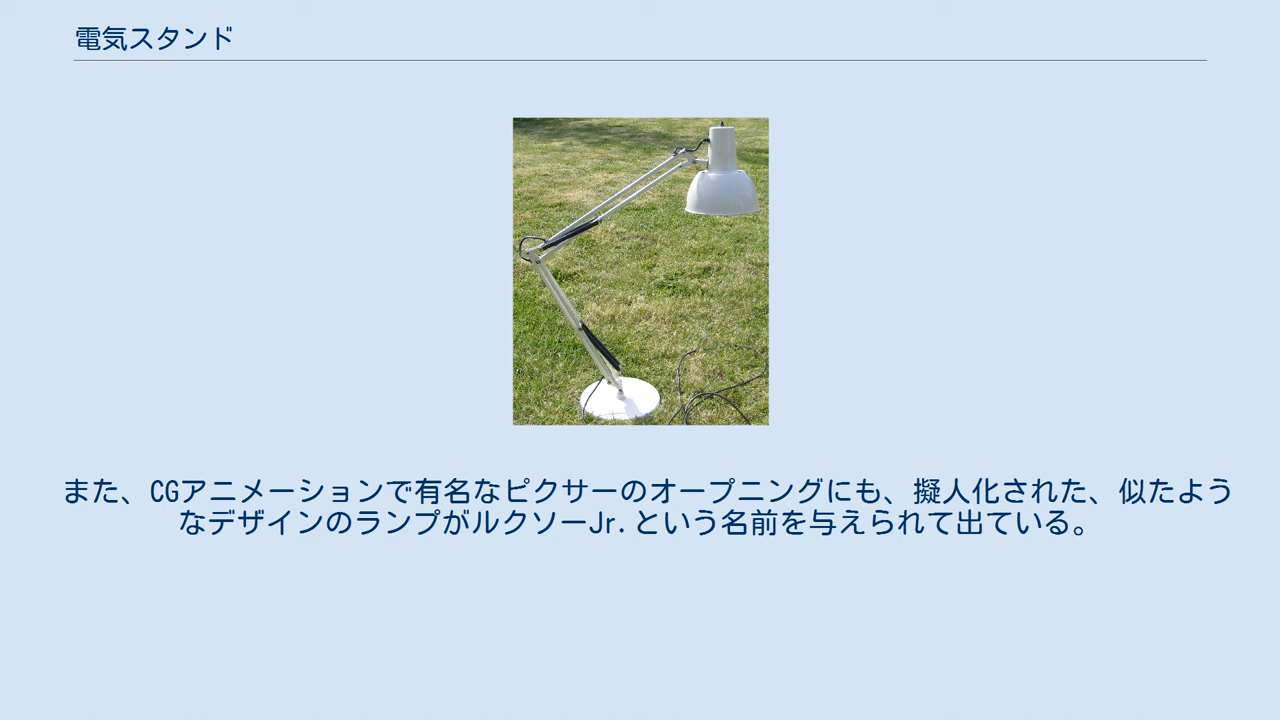 電気スタンド
また、CGアニメーションで有名なピクサーのオープニングにも、擬人化された、似たよう
なデザインのランプがルクソーJr.という名前を与えられて出ている。